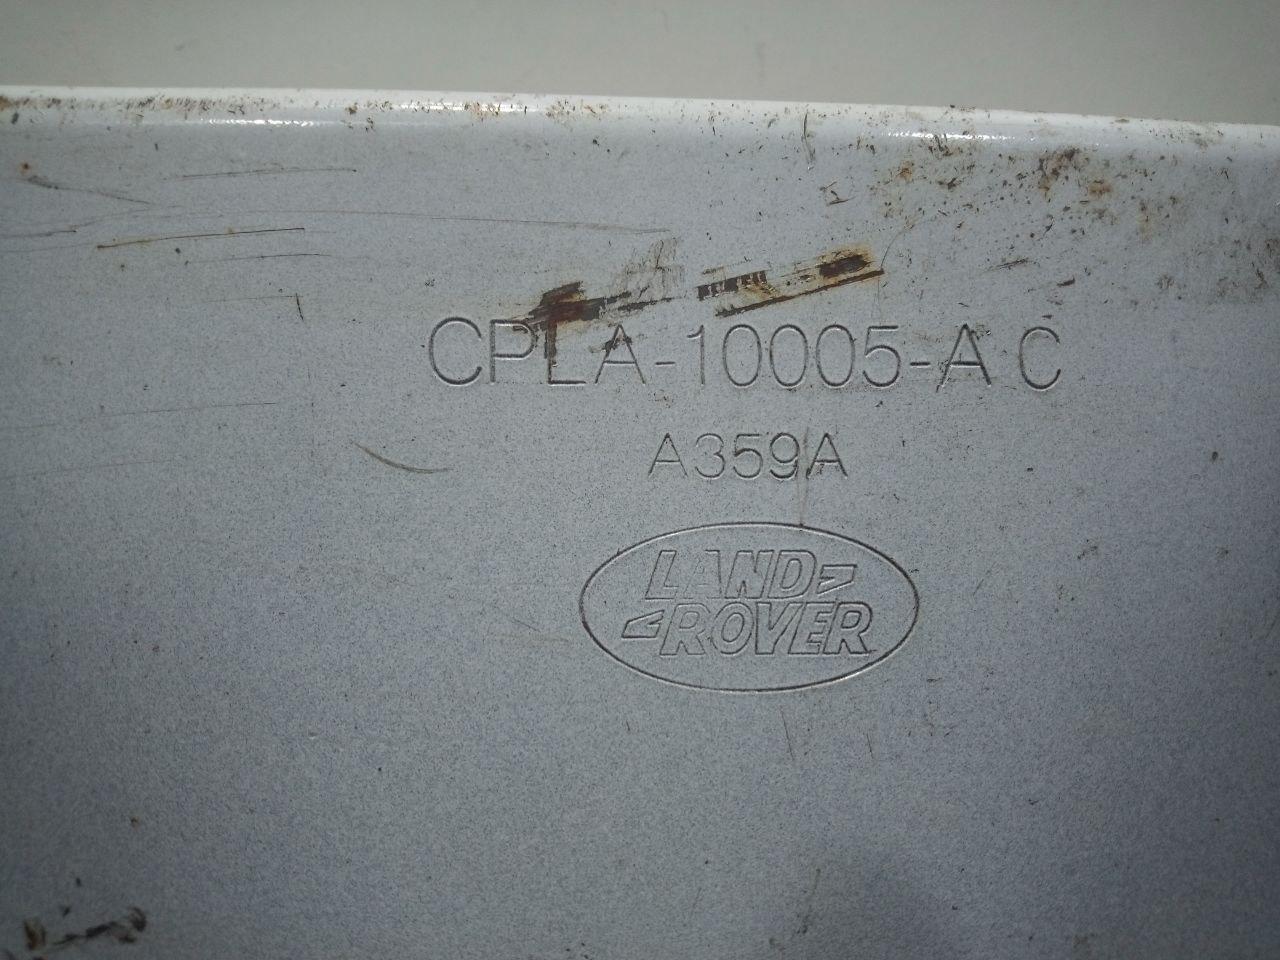 CPLA-10005-AC
A359A
LAND
ROVER